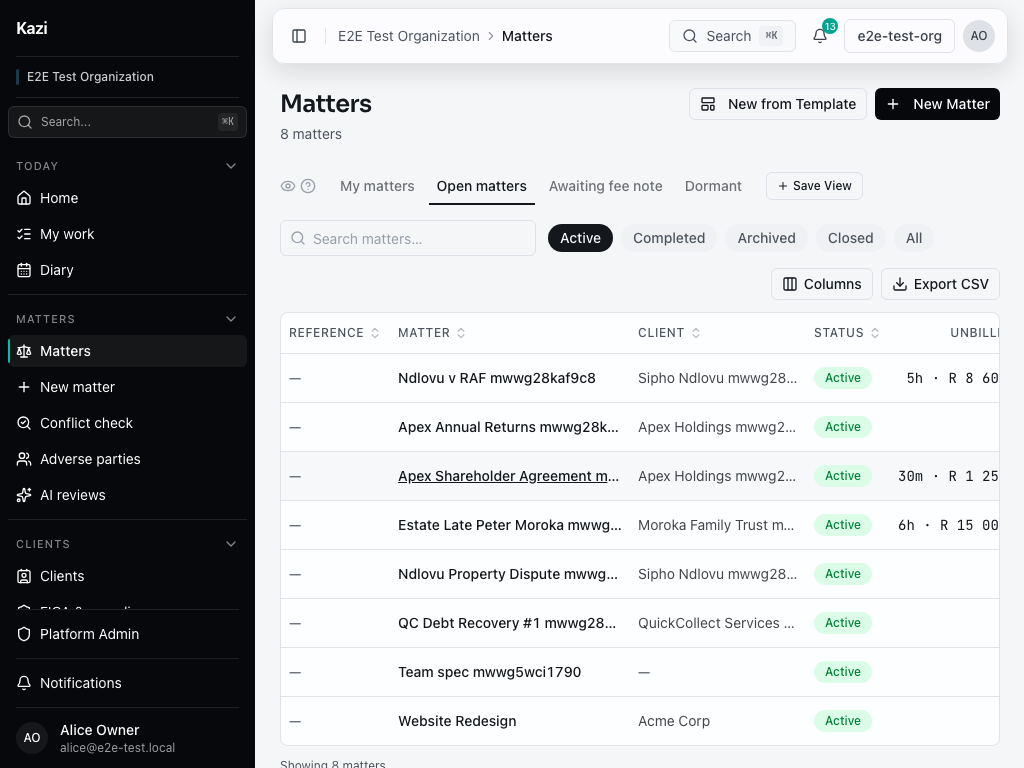 Kazi
E2E Test Organization
Search... ⌘K
TODAY
Home
My work
Diary
MATTERS
Matters
New matter
Conflict check
Adverse parties
AI reviews
CLIENTS
Clients
Platform Admin
Notifications
AO Alice Owner
alice@e2e-test.local
E2E Test Organization > Matters
Search ⌘K 13 e2e-test-org AO
Matters
8 matters
New from Template + New Matter
My matters Open matters Awaiting fee note Dormant + Save View
Search matters... Active Completed Archived Closed All
Columns Export CSV
REFERENCE MATTER CLIENT STATUS UNBILL
— Ndlovu v RAF mwwg28kaf9c8 Sipho Ndlovu mwwg28... Active 5h · R 8 60
— Apex Annual Returns mwwg28k... Apex Holdings mwwg2... Active
— Apex Shareholder Agreement m... Apex Holdings mwwg2... Active 30m · R 1 25
— Estate Late Peter Moroka mwwg... Moroka Family Trust m... Active 6h · R 15 00
— Ndlovu Property Dispute mwwg... Sipho Ndlovu mwwg28... Active
— QC Debt Recovery #1 mwwg28... QuickCollect Services ... Active
— Team spec mwwg5wci1790 — Active
— Website Redesign Acme Corp Active
Showing 8 matters